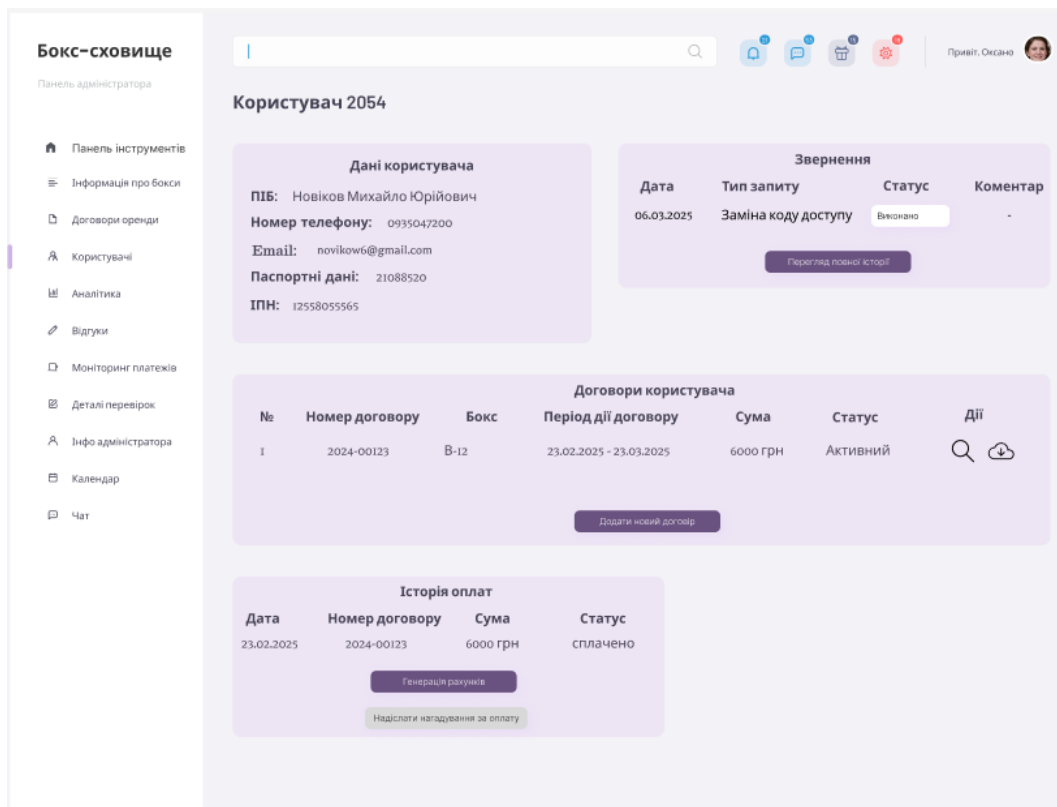 Бокс-сховище
Панель адміністратора
Привіт, Оксано
Панель інструментів
Інформація про бокси
Договори оренди
Користувачі
Аналітика
Відгуки
Моніторинг платежів
Деталі перевірок
Інфо адміністратора
Календар
Чат
Користувач 2054
Дані користувача
ПІБ: Новіков Михайло Юрійович
Номер телефону: 0935047200
Email: novikow6@gmail.com
Паспортні дані: 21088520
ІПН: 12558055565
Звернення
Дата Тип запиту Статус Коментар
06.03.2025 Заміна коду доступу Виконано -
Перегляд повної історії
Договори користувача
№ Номер договору Бокс Період дії договору Сума Статус Дії
1 2024-00123 B-12 23.02.2025 - 23.03.2025 6000 грн Активний
Додати новий договір
Історія оплат
Дата Номер договору Сума Статус
23.02.2025 2024-00123 6000 грн сплачено
Генерація рахунків
Надіслати нагадування за оплату